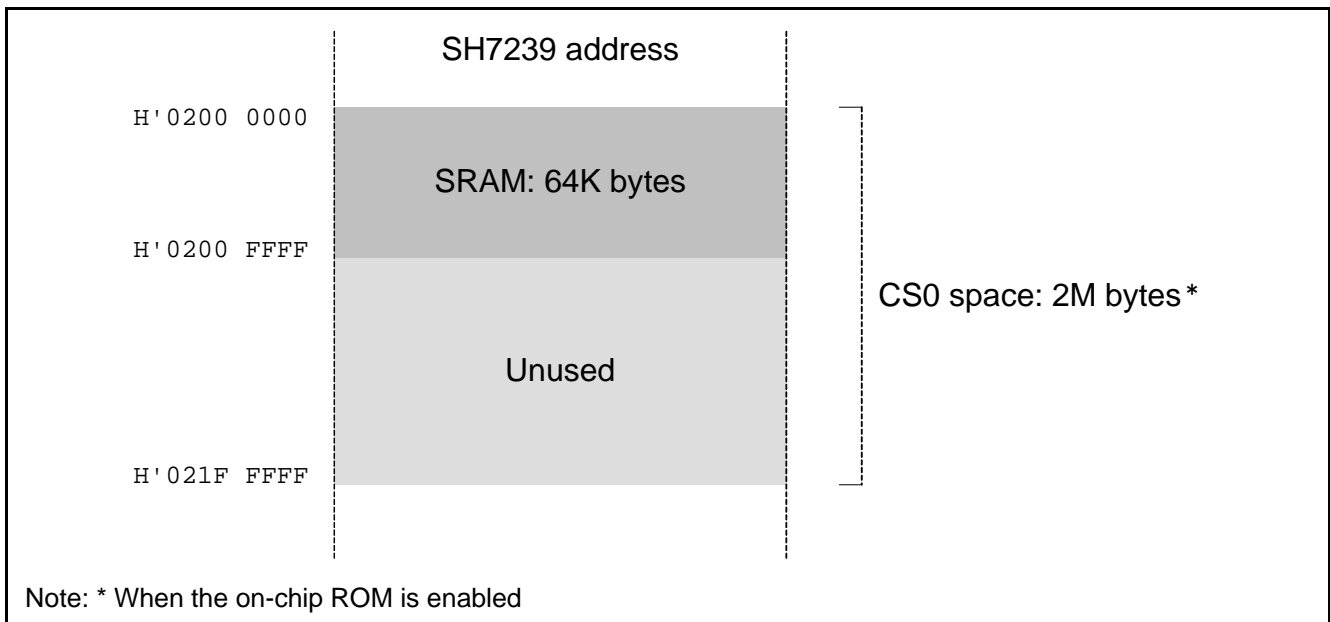 SH7239 address
H'0200 0000
SRAM: 64K bytes
H'0200 FFFF
CS0 space: 2M bytes*
Unused
H'021F FFFF
Note: * When the on-chip ROM is enabled